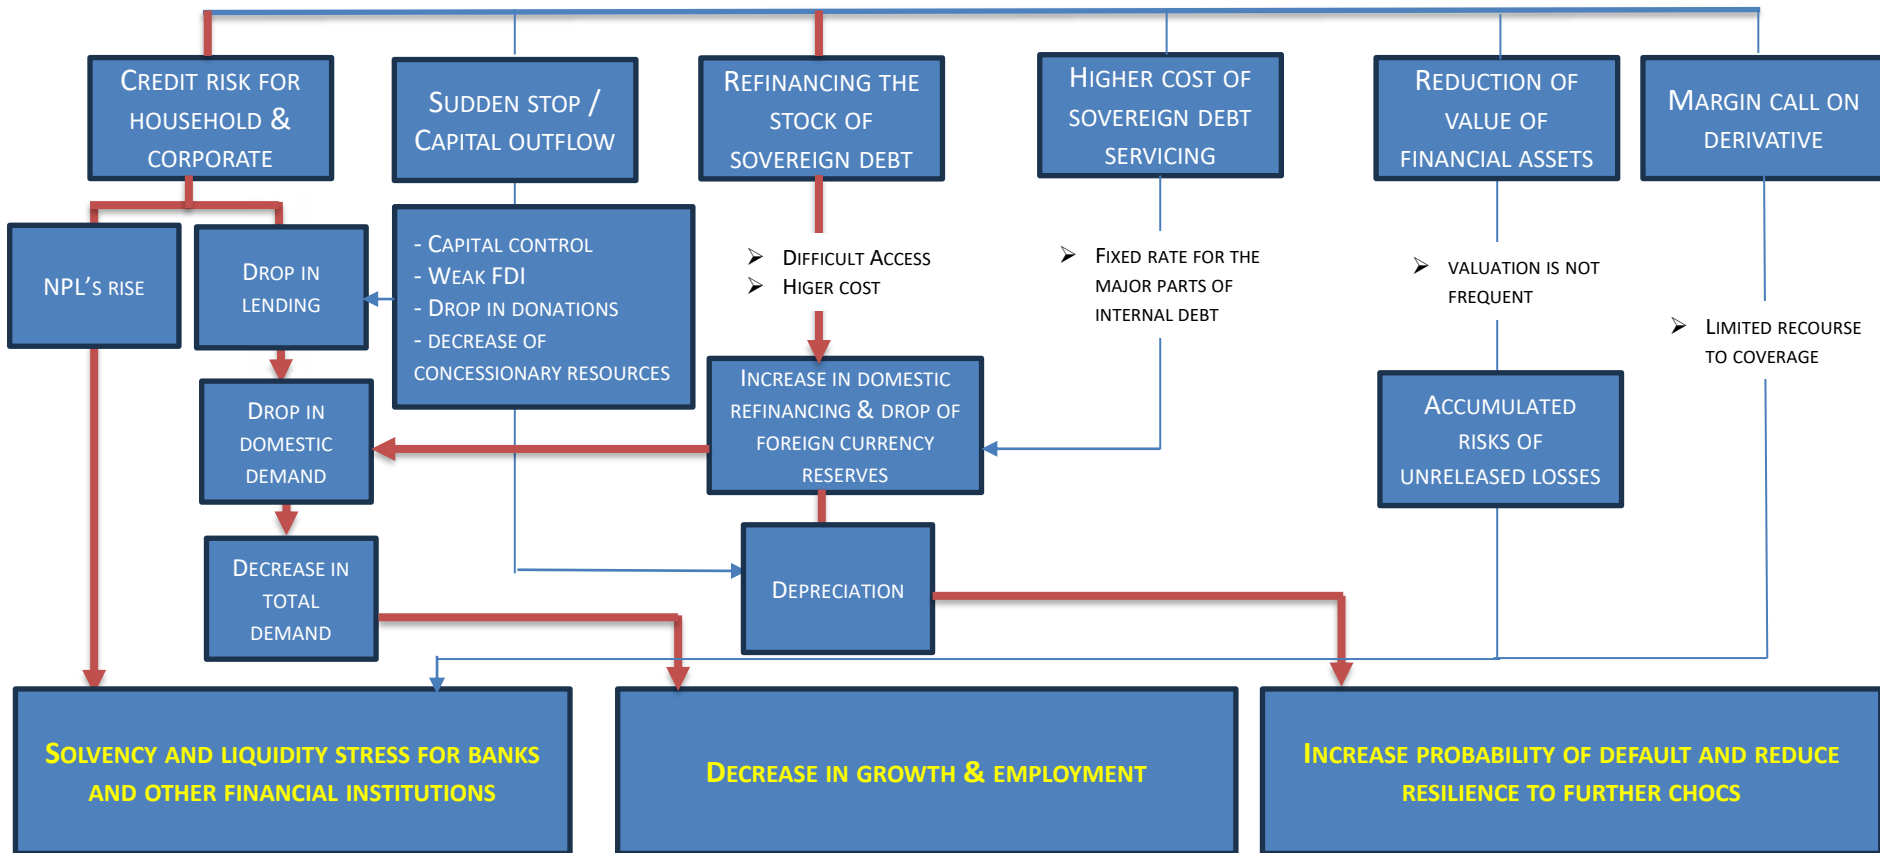 CREDIT RISK FOR
HOUSEHOLD &
CORPORATE
SUDDEN STOP /
CAPITAL OUTFLOW
REFINANCING THE
STOCK OF
SOVEREIGN DEBT
HIGHER COST OF
SOVEREIGN DEBT
SERVICING
REDUCTION OF
VALUE OF
FINANCIAL ASSETS
MARGIN CALL ON
DERIVATIVE
NPL'S RISE
DROP IN
LENDING
- CAPITAL CONTROL
- WEAK FDI
- DROP IN DONATIONS
- DECREASE OF
CONCESSIONARY RESOURCES
➢ DIFFICULT ACCESS
➢ HIGER COST
➢ FIXED RATE FOR THE
MAJOR PARTS OF
INTERNAL DEBT
➢ VALUATION IS NOT
FREQUENT
➢ LIMITED RECOURSE
TO COVERAGE
DROP IN
DOMESTIC
DEMAND
INCREASE IN DOMESTIC
REFINANCING & DROP OF
FOREIGN CURRENCY
RESERVES
ACCUMULATED
RISKS OF
UNRELEASED LOSSES
DECREASE IN
TOTAL
DEMAND
DEPRECIATION
SOLVENCY AND LIQUIDITY STRESS FOR BANKS
AND OTHER FINANCIAL INSTITUTIONS
DECREASE IN GROWTH & EMPLOYMENT
INCREASE PROBABILITY OF DEFAULT AND REDUCE
RESILIENCE TO FURTHER CHOCS